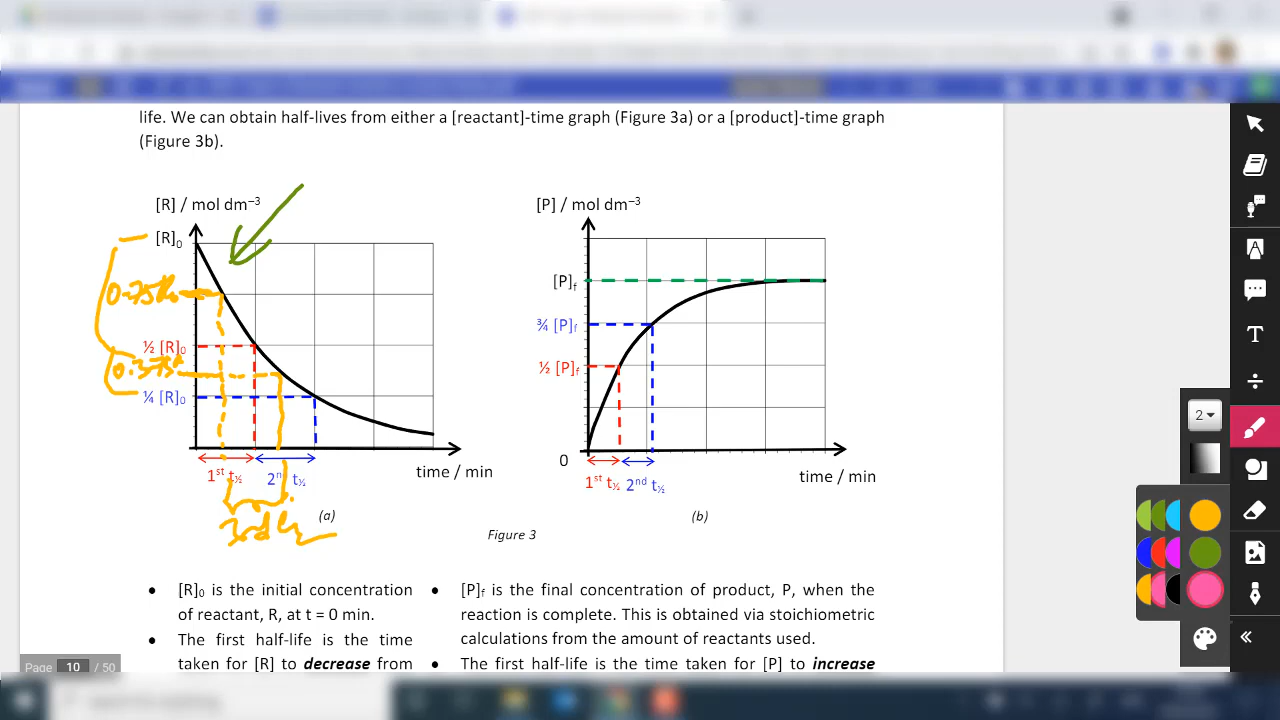 life. We can obtain half-lives from either a [reactant]-time graph (Figure 3a) or a [product]-time graph
(Figure 3b).
[R] / mol dm⁻³
[R]₀
0.75R₀
½ [R]₀
0.375R
¼ [R]₀
1ˢᵗ t½
2ⁿ t½
time / min
3rd t½
(a)
[P] / mol dm⁻³
[P]f
¾ [P]f
½ [P]f
0
1ˢᵗ t½
2ⁿᵈ t½
time / min
(b)
Figure 3
• [R]₀ is the initial concentration
of reactant, R, at t = 0 min.
• The first half-life is the time
taken for [R] to decrease from
• [P]f is the final concentration of product, P, when the
reaction is complete. This is obtained via stoichiometric
calculations from the amount of reactants used.
• The first half-life is the time taken for [P] to increase
Page 10 / 50
2
T
A